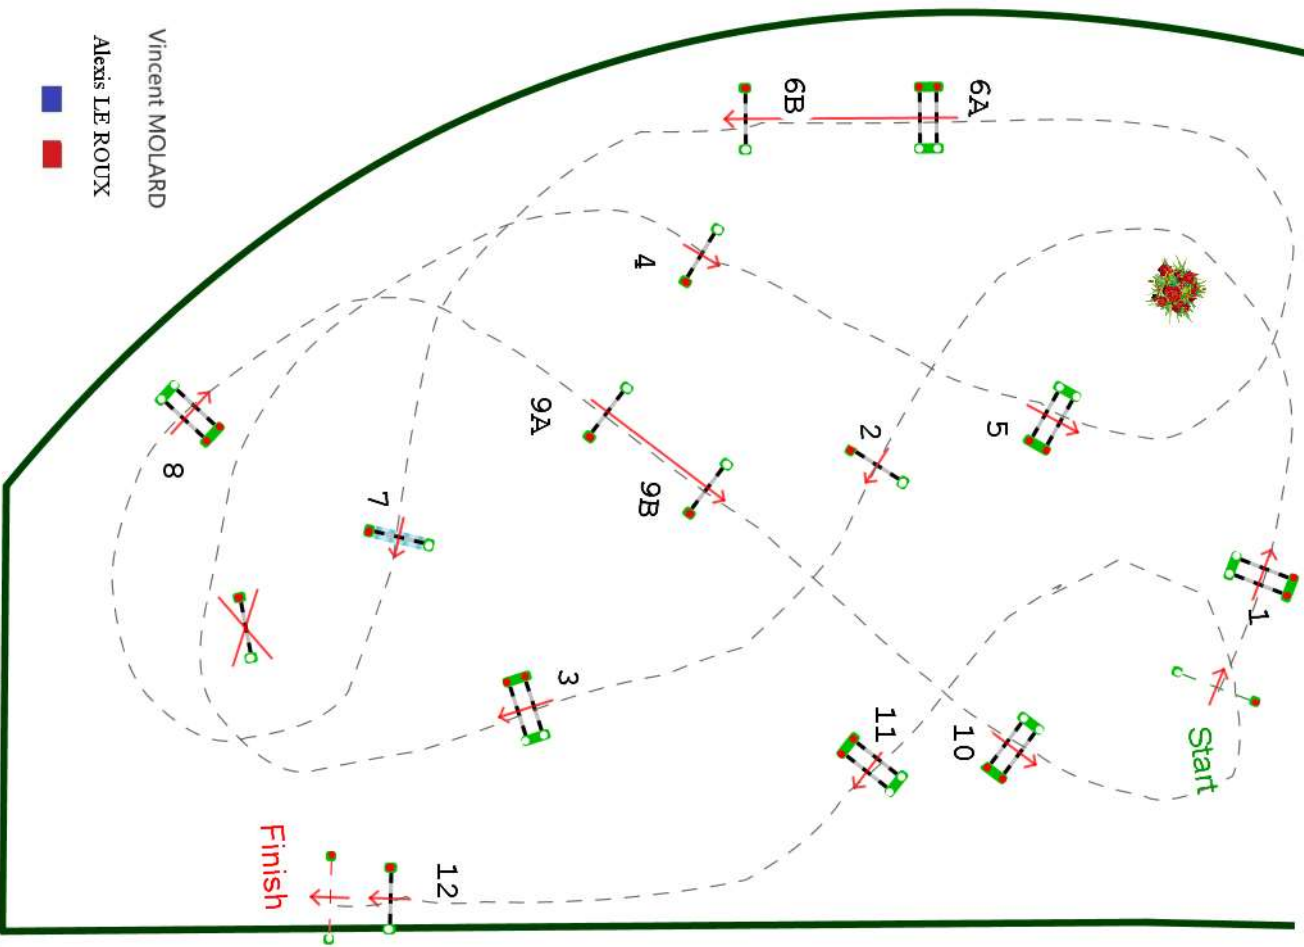 Vincent MOLARD
Alexis LE ROUX
6A
6B
4
5
2
9A
9B
8
7
1
3
Start
11
10
12
Finish